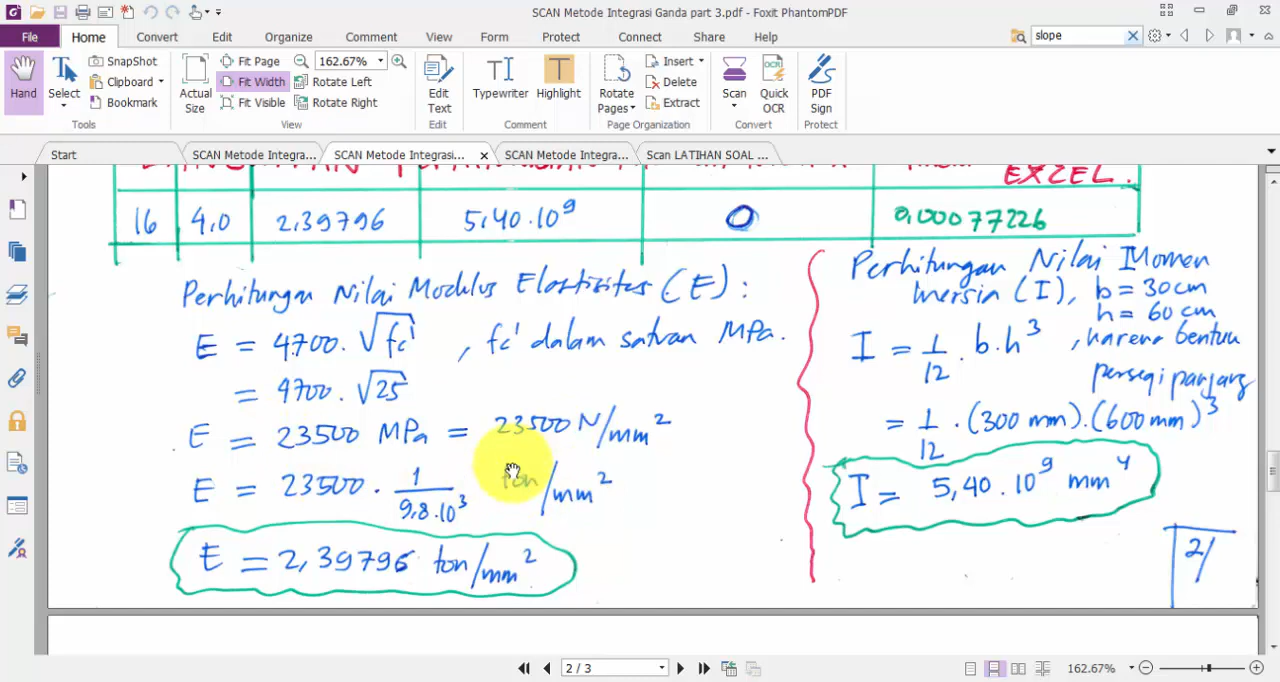 SCAN Metode Integrasi Ganda part 3.pdf - Foxit PhantomPDF
File Home Convert Edit Organize Comment View Form Protect Connect Share Help
slope
Hand
Select
SnapShot
Clipboard
Bookmark
Tools
Actual Size
Fit Page
Fit Width
Fit Visible
162.67%
Rotate Left
Rotate Right
View
Edit Text
Edit
Typewriter
Highlight
Comment
Rotate Pages
Insert
Delete
Extract
Page Organization
Scan
Quick OCR
Convert
PDF Sign
Protect
Start
SCAN Metode Integra...
SCAN Metode Integrasi...
SCAN Metode Integra...
Scan LATIHAN SOAL ...
EXCEL.
16 4,0 2,39796 5,40.10⁹ 0 0,00077226
Perhitungan Nilai Modulus Elastisitas (E) :
E = 4700. √fc' , fc' dalam satuan MPa.
= 4700. √25
E = 23500 MPa = 23500 N/mm²
E = 23500 . 1/9,8.10³ ton/mm²
E = 2,39796 ton/mm²
Perhitungan Nilai Momen
Inersia (I), b = 30cm
h = 60 cm
I = 1/12 . b.h³ , karena bentuk
persegi panjang
= 1/12 . (300 mm).(600mm)³
I = 5,40.10⁹ mm⁴
2/
2 / 3
162.67%